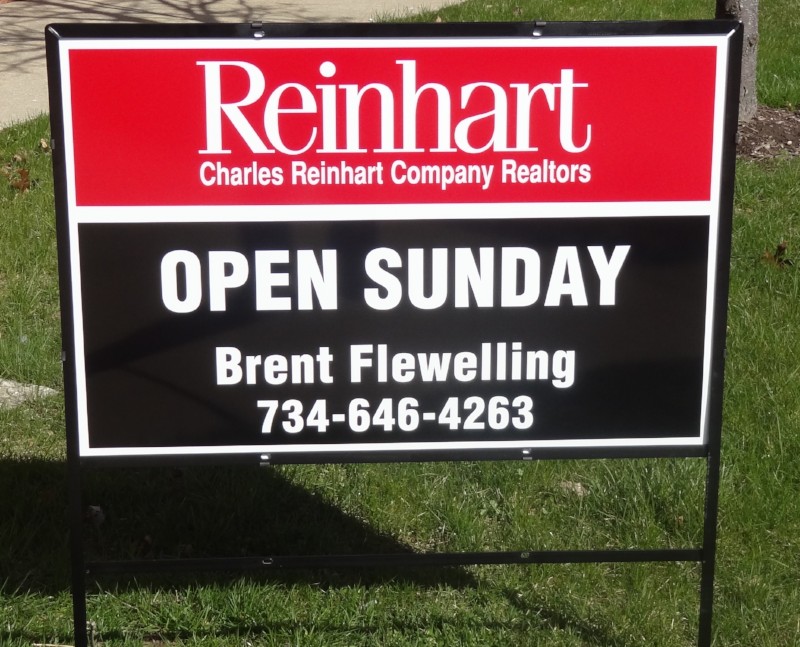 Reinhart
Charles Reinhart Company Realtors
OPEN SUNDAY
Brent Flewelling
734-646-4263